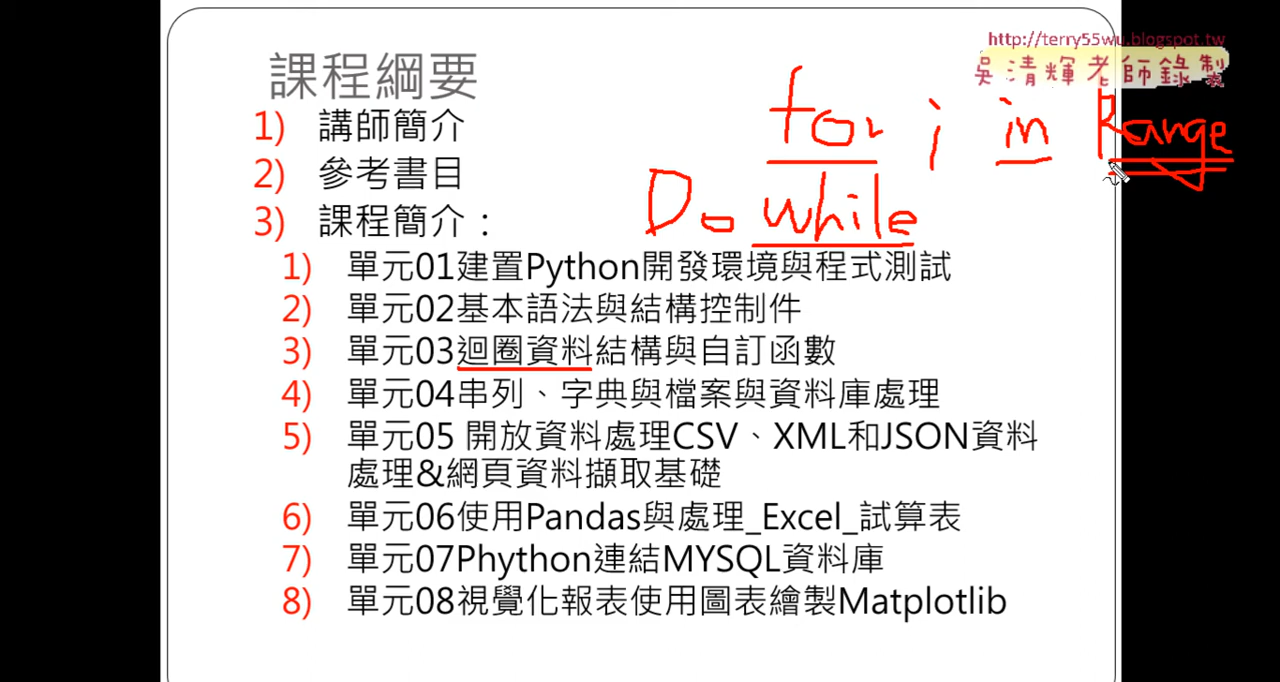 http://terry55wu.blogspot.tw
吳清輝老師錄製
課程綱要
for i in Range
1) 講師簡介
2) 參考書目
Do while
3) 課程簡介：
1) 單元01建置Python開發環境與程式測試
2) 單元02基本語法與結構控制件
3) 單元03迴圈資料結構與自訂函數
4) 單元04串列、字典與檔案與資料庫處理
5) 單元05 開放資料處理CSV、XML和JSON資料
處理&網頁資料擷取基礎
6) 單元06使用Pandas與處理_Excel_試算表
7) 單元07Phython連結MYSQL資料庫
8) 單元08視覺化報表使用圖表繪製Matplotlib